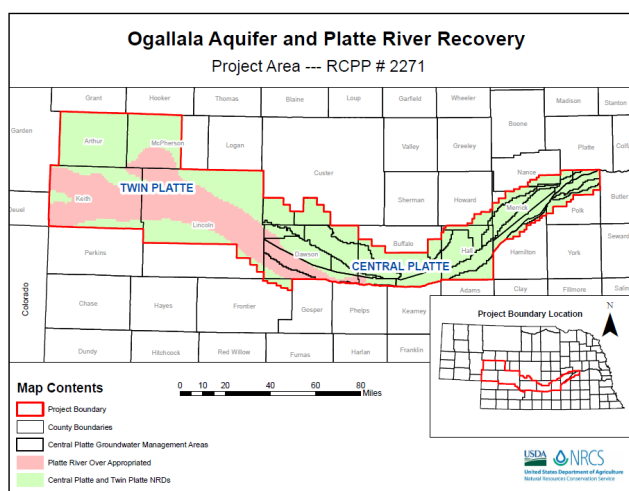 Ogallala Aquifer and Platte River Recovery
Project Area --- RCPP # 2271
Grant
Hooker
Thomas
Blaine
Loup
Garfield
Wheeler
Madison
Stanton
Garden
Arthur
McPherson
Logan
Custer
Valley
Greeley
Boone
Platte
Colfa
Nance
TWIN PLATTE
Keith
Lincoln
Sherman
Howard
Merrick
Polk
Butler
Deuel
Perkins
Dawson
Buffalo
CENTRAL PLATTE
Hall
Hamilton
York
Seward
Colorado
Chase
Hayes
Frontier
Gosper
Phelps
Kearney
Adams
Clay
Fillmore
Salin
Dundy
Hitchcock
Red Willow
Furnas
Harlan
Franklin
Project Boundary Location
N
Map Contents
Project Boundary
County Boundaries
Central Platte Groundwater Management Areas
Platte River Over Appropriated
Central Platte and Twin Platte NRDs
0 5 10 20 40 60 80
Miles
USDA NRCS
United States Department of Agriculture
Natural Resources Conservation Service